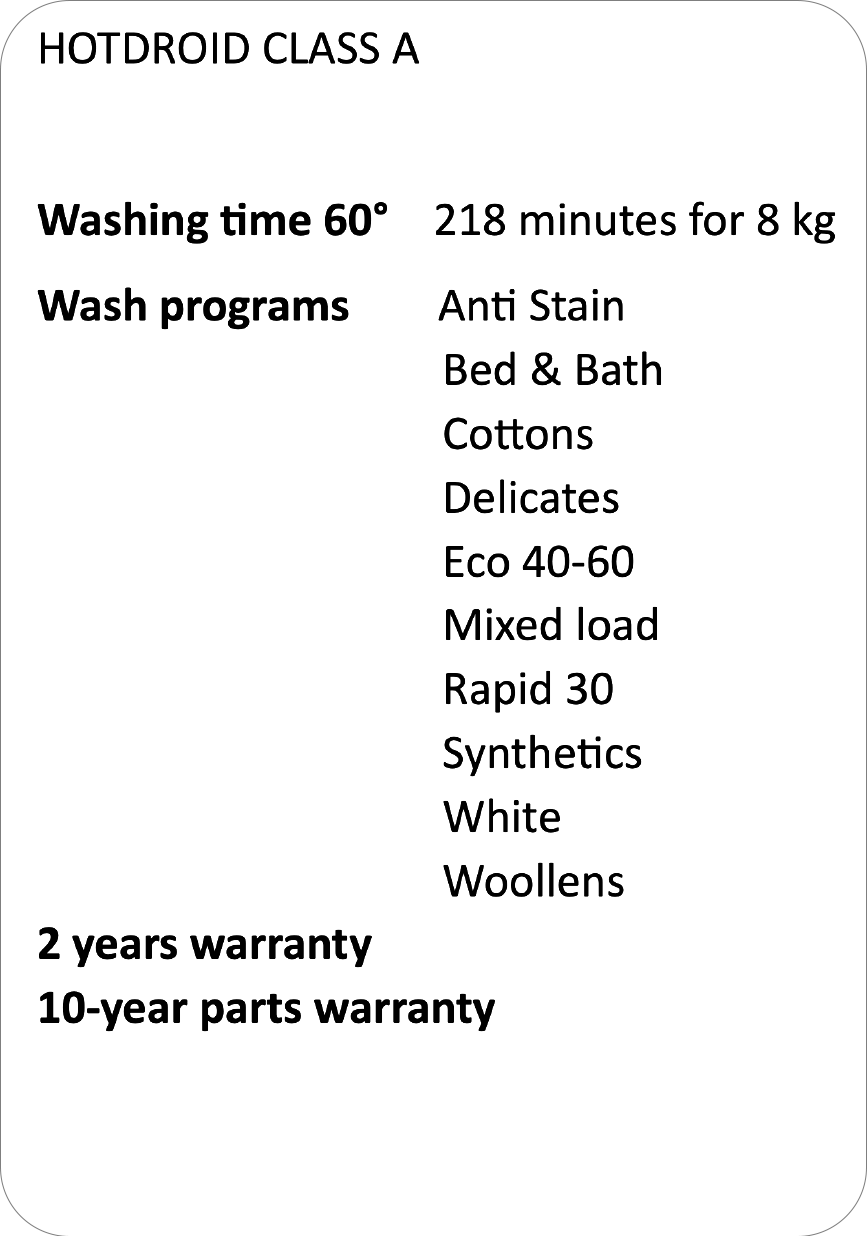 HOTDROID CLASS A
Washing time 60° 218 minutes for 8 kg
Wash programs Anti Stain
Bed & Bath
Cottons
Delicates
Eco 40-60
Mixed load
Rapid 30
Synthetics
White
Woollens
2 years warranty
10-year parts warranty